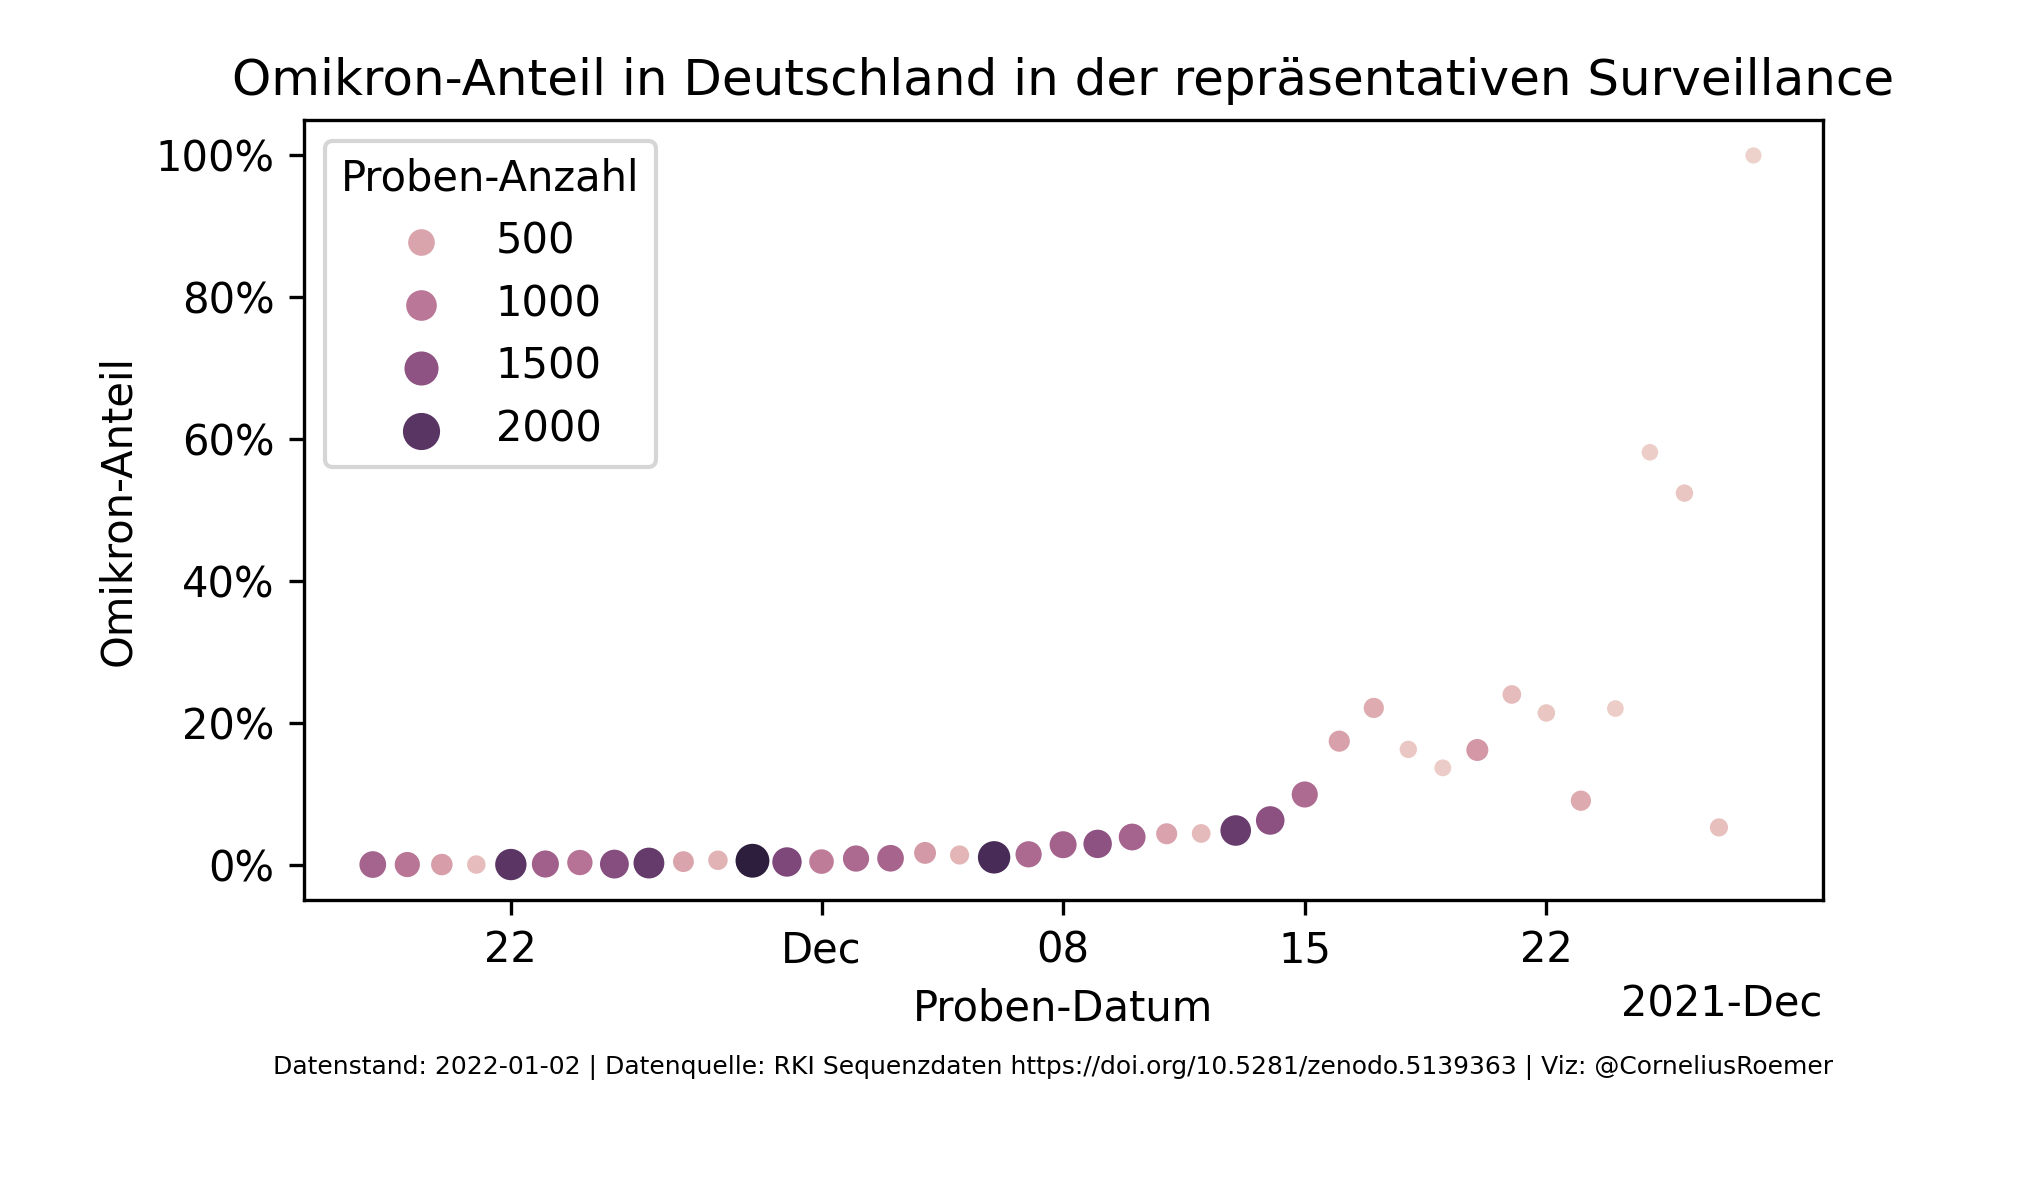 Omikron-Anteil in Deutschland in der repräsentativen Surveillance
Omikron-Anteil
100%
80%
60%
40%
20%
0%
Proben-Anzahl
500
1000
1500
2000
22
Dec
08
15
22
Proben-Datum
2021-Dec
Datenstand: 2022-01-02 | Datenquelle: RKI Sequenzdaten https://doi.org/10.5281/zenodo.5139363 | Viz: @CorneliusRoemer